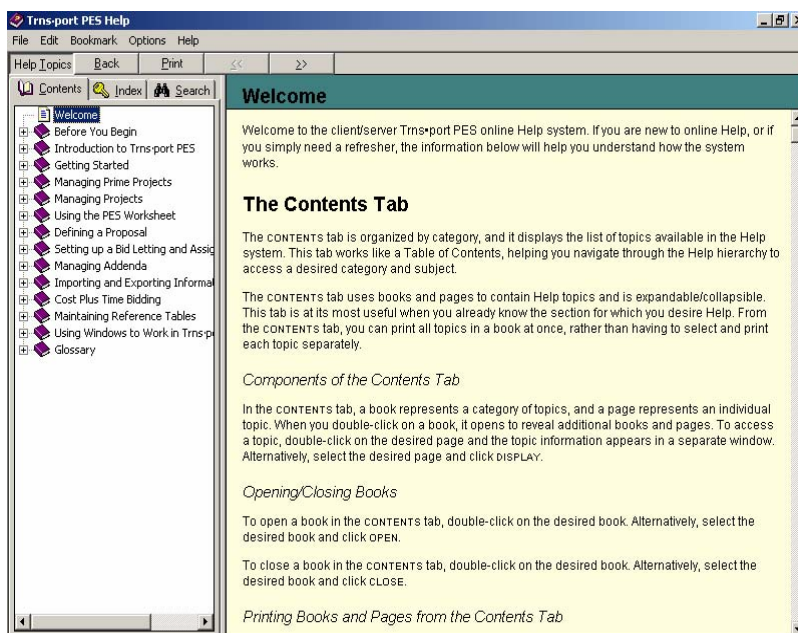 Trns·port PES Help
File Edit Bookmark Options Help
Help Topics Back Print << >>
Contents Index Search
Welcome
Before You Begin
Introduction to Trns·port PES
Getting Started
Managing Prime Projects
Managing Projects
Using the PES Worksheet
Defining a Proposal
Setting up a Bid Letting and Assig
Managing Addenda
Importing and Exporting Informat
Cost Plus Time Bidding
Maintaining Reference Tables
Using Windows to Work in Trns·p
Glossary
Welcome
Welcome to the client/server Trns•port PES online Help system. If you are new to online Help, or if
you simply need a refresher, the information below will help you understand how the system
works.
The Contents Tab
The CONTENTS tab is organized by category, and it displays the list of topics available in the Help
system. This tab works like a Table of Contents, helping you navigate through the Help hierarchy to
access a desired category and subject.
The CONTENTS tab uses books and pages to contain Help topics and is expandable/collapsible.
This tab is at its most useful when you already know the section for which you desire Help. From
the CONTENTS tab, you can print all topics in a book at once, rather than having to select and print
each topic separately.
Components of the Contents Tab
In the CONTENTS tab, a book represents a category of topics, and a page represents an individual
topic. When you double-click on a book, it opens to reveal additional books and pages. To access
a topic, double-click on the desired page and the topic information appears in a separate window.
Alternatively, select the desired page and click DISPLAY.
Opening/Closing Books
To open a book in the CONTENTS tab, double-click on the desired book. Alternatively, select the
desired book and click OPEN.
To close a book in the CONTENTS tab, double-click on the desired book. Alternatively, select the
desired book and click CLOSE.
Printing Books and Pages from the Contents Tab